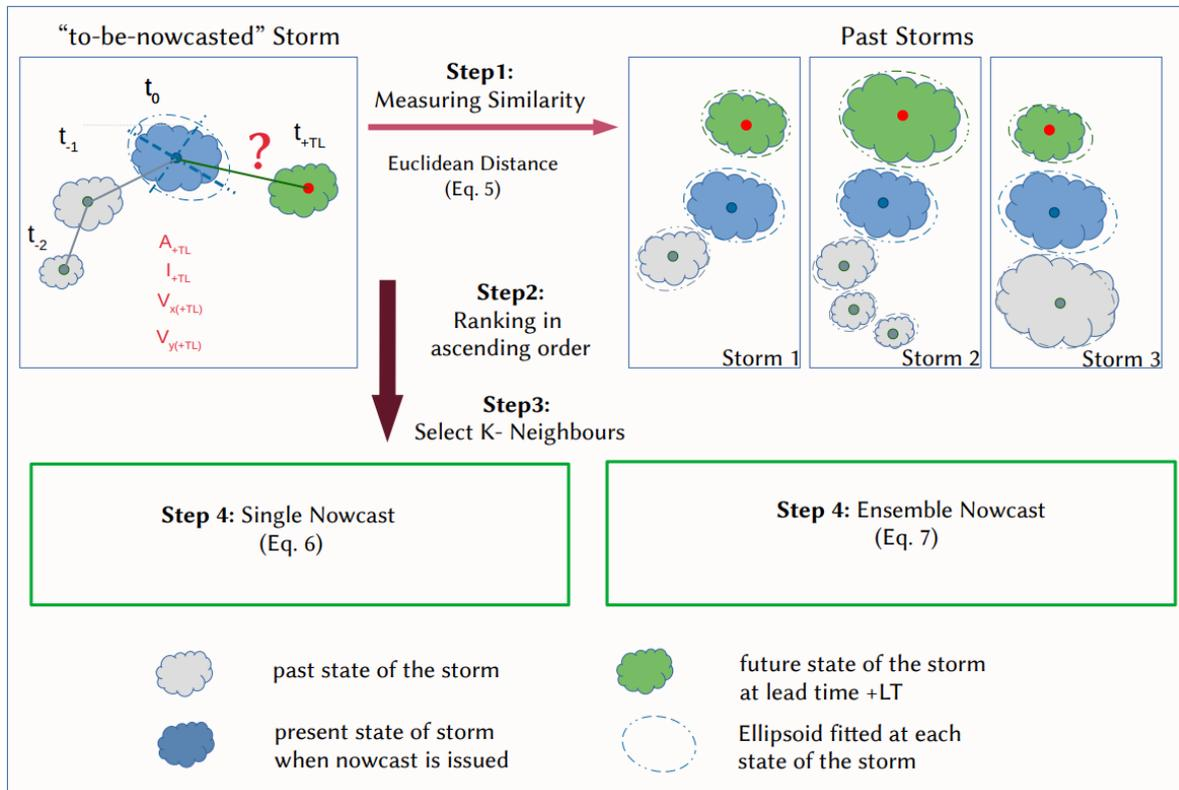 “to-be-nowcasted” Storm
t0
t-1
t+TL
?
t-2
A+TL
I+TL
Vx(+TL)
Vy(+TL)
Step1:
Measuring Similarity
Euclidean Distance
(Eq. 5)
Past Storms
Storm 1
Storm 2
Storm 3
Step2:
Ranking in
ascending order
Step3:
Select K- Neighbours
Step 4: Single Nowcast
(Eq. 6)
Step 4: Ensemble Nowcast
(Eq. 7)
past state of the storm
present state of storm
when nowcast is issued
future state of the storm
at lead time +LT
Ellipsoid fitted at each
state of the storm